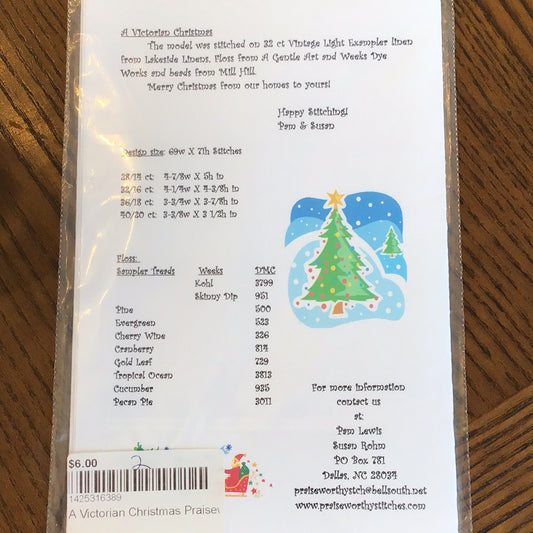 A Victorian Christmas
The model was stitched on 32 ct Vintage Light Exampler linen
from Lakeside Linens, Floss from A Gentle Art and Weeks Dye
Works and beads from Mill Hill.
Merry Christmas from our homes to yours!
Happy Stitching!
Pam & Susan
Design size: 69w X 71h Stitches
28/14 ct: 4-7/8w X 5h in
32/16 ct: 4-1/4w X 4-3/8h in
36/18 ct: 3-3/4w X 3-7/8h in
40/20 ct: 3-3/8w X 3 1/2h in
Floss:
Sampler Treads Weeks DMC
Kohl 3799
Skinny Dip 951
Pine 500
Evergreen 523
Cherry Wine 326
Cranberry 814
Gold Leaf 729
Tropical Ocean 3813
Cucumber 935
Pecan Pie 3011
For more information
contact us
at:
Pam Lewis
Susan Rohm
PO Box 781
Dallas, NC 28034
praiseworthystch@bellsouth.net
www.praiseworthystitches.com
$6.00 2
1425316389
A Victorian Christmas Praisew